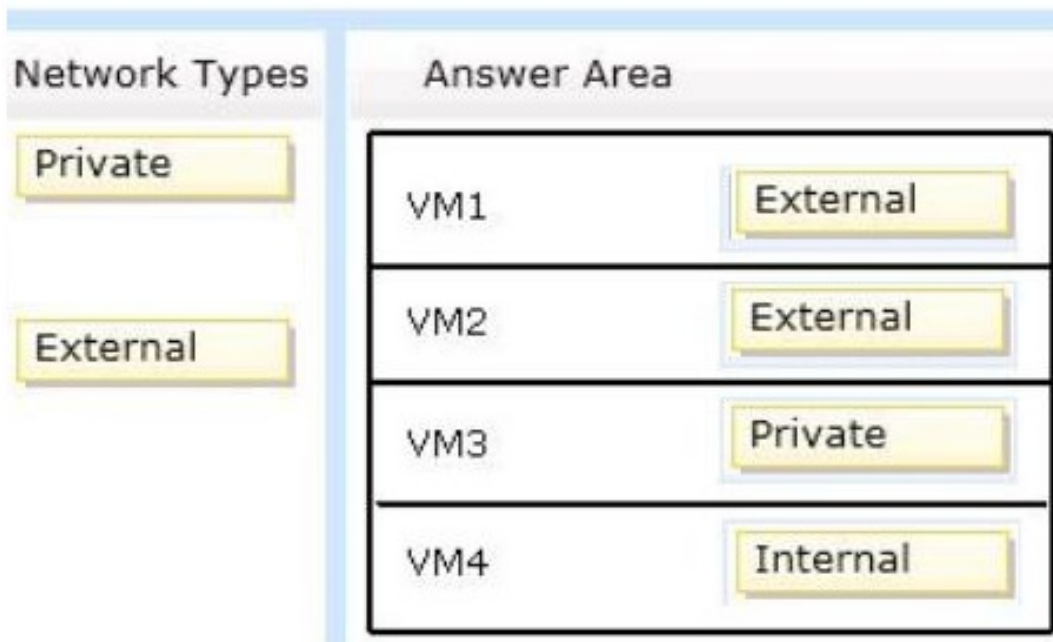 Network Types
Private
External
Answer Area
VM1 External
VM2 External
VM3 Private
VM4 Internal